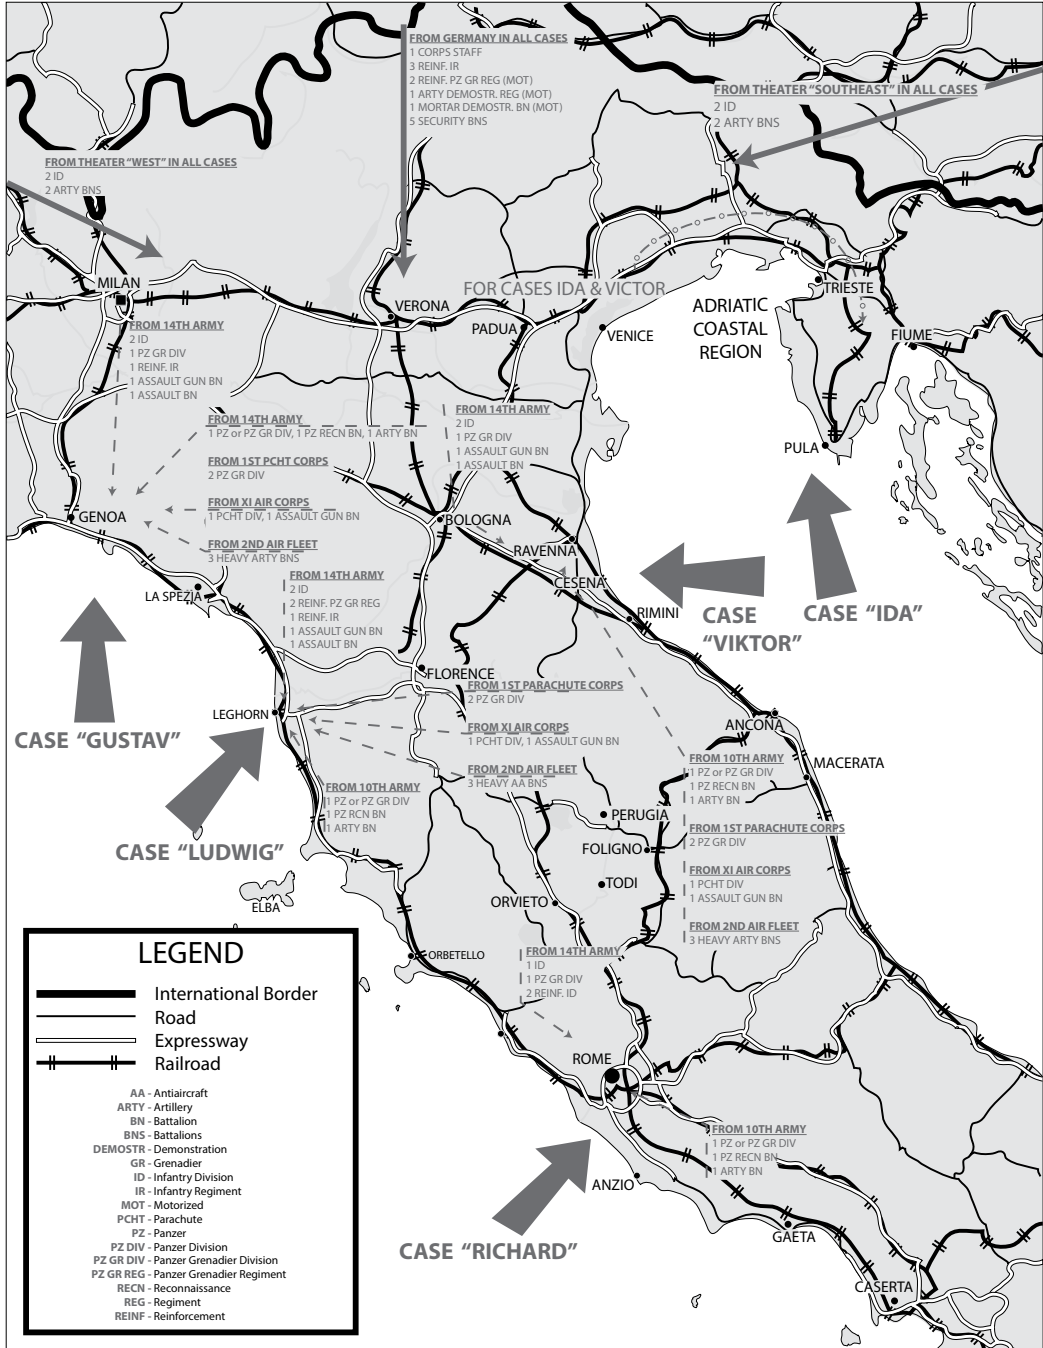 FROM GERMANY IN ALL CASES
1 CORPS STAFF
3 REINF. IR
2 REINF. PZ GR REG (MOT)
1 ARTY DEMOSTR. REG (MOT)
1 MORTAR DEMOSTR. BN (MOT)
5 SECURITY BNS
FROM THEATER "SOUTHEAST" IN ALL CASES
2 ID
2 ARTY BNS
FROM THEATER "WEST" IN ALL CASES
2 ID
2 ARTY BNS
MILAN
FOR CASES IDA & VICTOR
VERONA
PADUA
VENICE
ADRIATIC
COASTAL
REGION
TRIESTE
FIUME
PULA
FROM 14TH ARMY
2 ID
1 PZ GR DIV
1 REINF. IR
1 ASSAULT GUN BN
1 ASSAULT BN
FROM 14TH ARMY
1 PZ or PZ GR DIV, 1 PZ RECN BN, 1 ARTY BN
FROM 1ST PCHT CORPS
2 PZ GR DIV
FROM XI AIR CORPS
1 PCHT DIV, 1 ASSAULT GUN BN
FROM 2ND AIR FLEET
3 HEAVY ARTY BNS
FROM 14TH ARMY
2 ID
1 PZ GR DIV
1 ASSAULT GUN BN
1 ASSAULT BN
GENOA
BOLOGNA
RAVENNA
CESENA
RIMINI
LA SPEZIA
FROM 14TH ARMY
2 ID
2 REINF. PZ GR REG
1 REINF. IR
1 ASSAULT GUN BN
1 ASSAULT BN
CASE
"VIKTOR"
CASE "IDA"
FLORENCE
LEGHORN
CASE "GUSTAV"
CASE "LUDWIG"
FROM 1ST PARACHUTE CORPS
2 PZ GR DIV
FROM XI AIR CORPS
1 PCHT DIV, 1 ASSAULT GUN BN
FROM 2ND AIR FLEET
3 HEAVY AA BNS
FROM 10TH ARMY
1 PZ or PZ GR DIV
1 PZ RCN BN
1 ARTY BN
ANCONA
MACERATA
PERUGIA
FOLIGNO
TODI
ORVIETO
ELBA
ORBETELLO
FROM 10TH ARMY
1 PZ or PZ GR DIV
1 PZ RECN BN
1 ARTY BN
FROM 1ST PARACHUTE CORPS
2 PZ GR DIV
FROM XI AIR CORPS
1 PCHT DIV
1 ASSAULT GUN BN
FROM 2ND AIR FLEET
3 HEAVY ARTY BNS
FROM 14TH ARMY
1 ID
1 PZ GR DIV
2 REINF. ID
ROME
ANZIO
GAETA
CASERTA
FROM 10TH ARMY
1 PZ or PZ GR DIV
1 PZ RECN BN
1 ARTY BN
CASE "RICHARD"
LEGEND
International Border
Road
Expressway
Railroad
AA - Antiaircraft
ARTY - Artillery
BN - Battalion
BNS - Battalions
DEMOSTR - Demonstration
GR - Grenadier
ID - Infantry Division
IR - Infantry Regiment
MOT - Motorized
PCHT - Parachute
PZ - Panzer
PZ DIV - Panzer Division
PZ GR DIV - Panzer Grenadier Division
PZ GR REG - Panzer Grenadier Regiment
RECN - Reconnaissance
REG - Regiment
REINF - Reinforcement